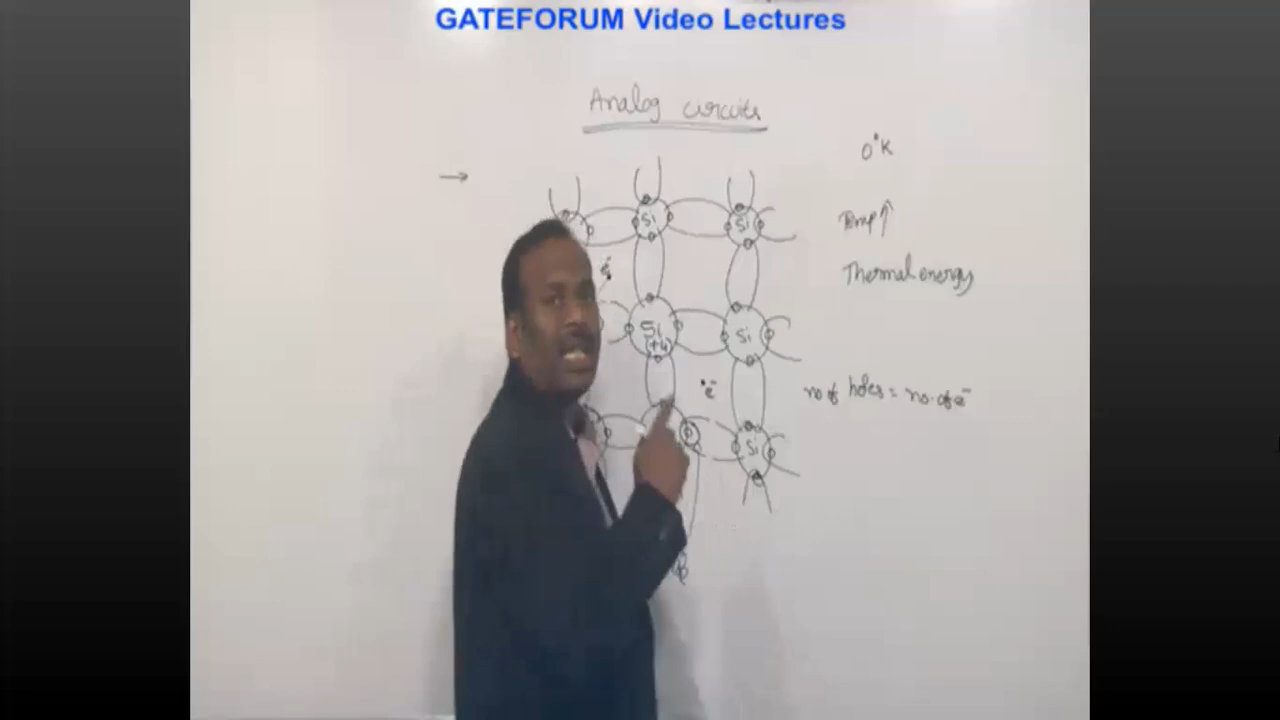 GATEFORUM Video Lectures
Analog circuits
0°K
→
Temp↑
Si Si
e⁻
Thermal energy
Si (+4) Si
e⁻
no of holes = no. of e⁻
Si